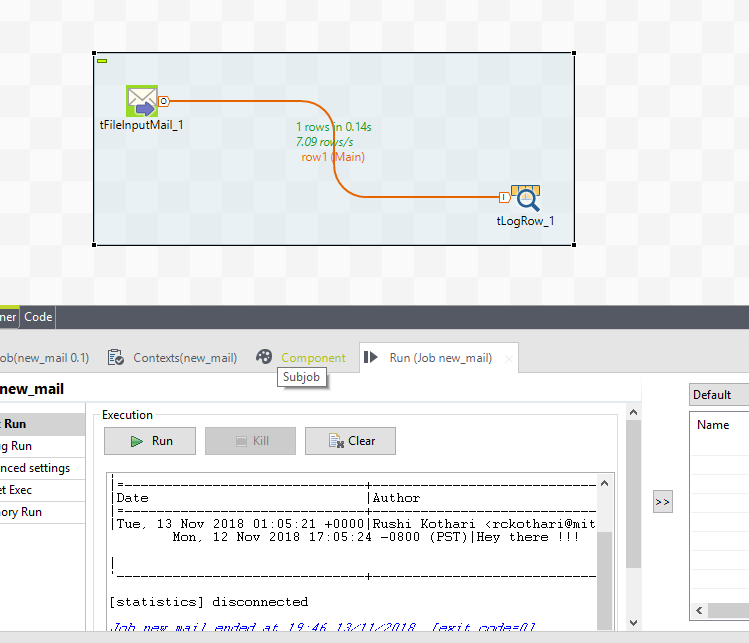 tFileInputMail_1
1 rows in 0.14s
7.09 rows/s
row1 (Main)
tLogRow_1
ner Code
ob(new_mail 0.1) Contexts(new_mail) Component Run (Job new_mail)
Subjob
new_mail
Run
g Run
nced settings
et Exec
ory Run
Execution
Run Kill Clear
Default
Name
>>
|=----------------------------------+----------------------
|Date |Author
|=----------------------------------+----------------------
|Tue, 13 Nov 2018 01:05:21 +0000|Rushi Kothari <rckothari@mit
Mon, 12 Nov 2018 17:05:24 -0800 (PST)|Hey there !!!
|
'-----------------------------------+----------------------
[statistics] disconnected
Job new_mail ended at 19:46 13/11/2018. [exit code=0]